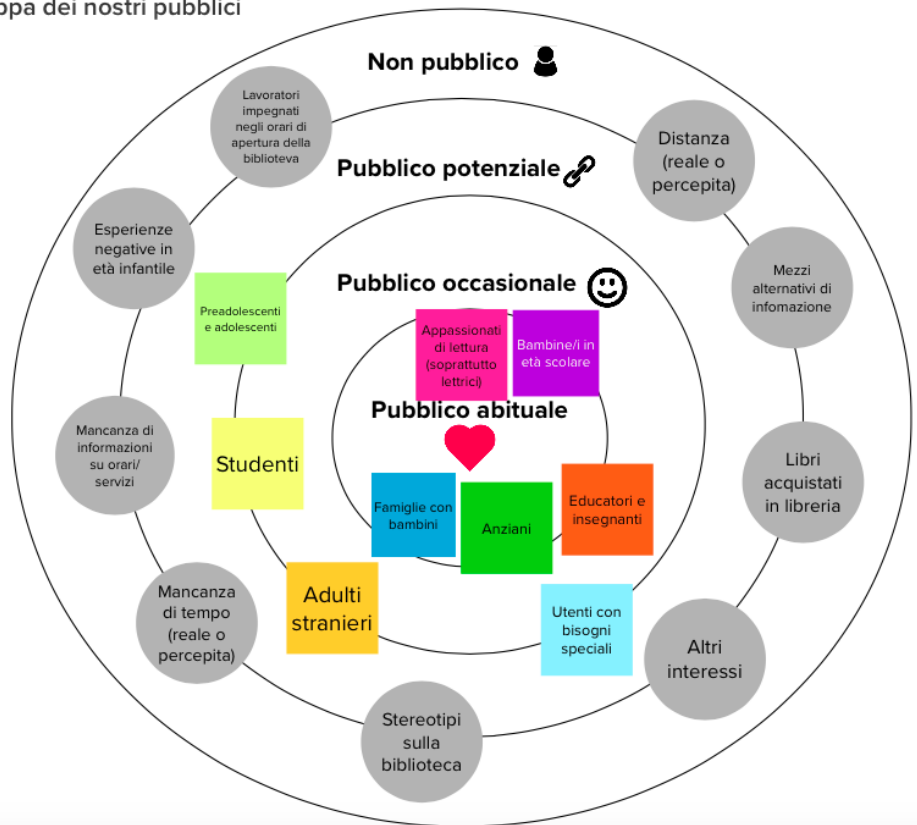 ppa dei nostri pubblici
Non pubblico
Lavoratori
impegnati
negli orari di
apertura della
biblioteva
Distanza
(reale o
percepita)
Pubblico potenziale
Esperienze
negative in
età infantile
Mezzi
alternativi di
infomazione
Pubblico occasionale
Preadolescenti
e adolescenti
Appassionati
di lettura
(soprattutto
lettrici)
Bambine/i in
età scolare
Pubblico abituale
Mancanza di
informazioni
su orari/
servizi
Studenti
Libri
acquistati
in libreria
Famiglie con
bambini
Anziani
Educatori e
insegnanti
Mancanza
di tempo
(reale o
percepita)
Adulti
stranieri
Utenti con
bisogni
speciali
Altri
interessi
Stereotipi
sulla
biblioteca